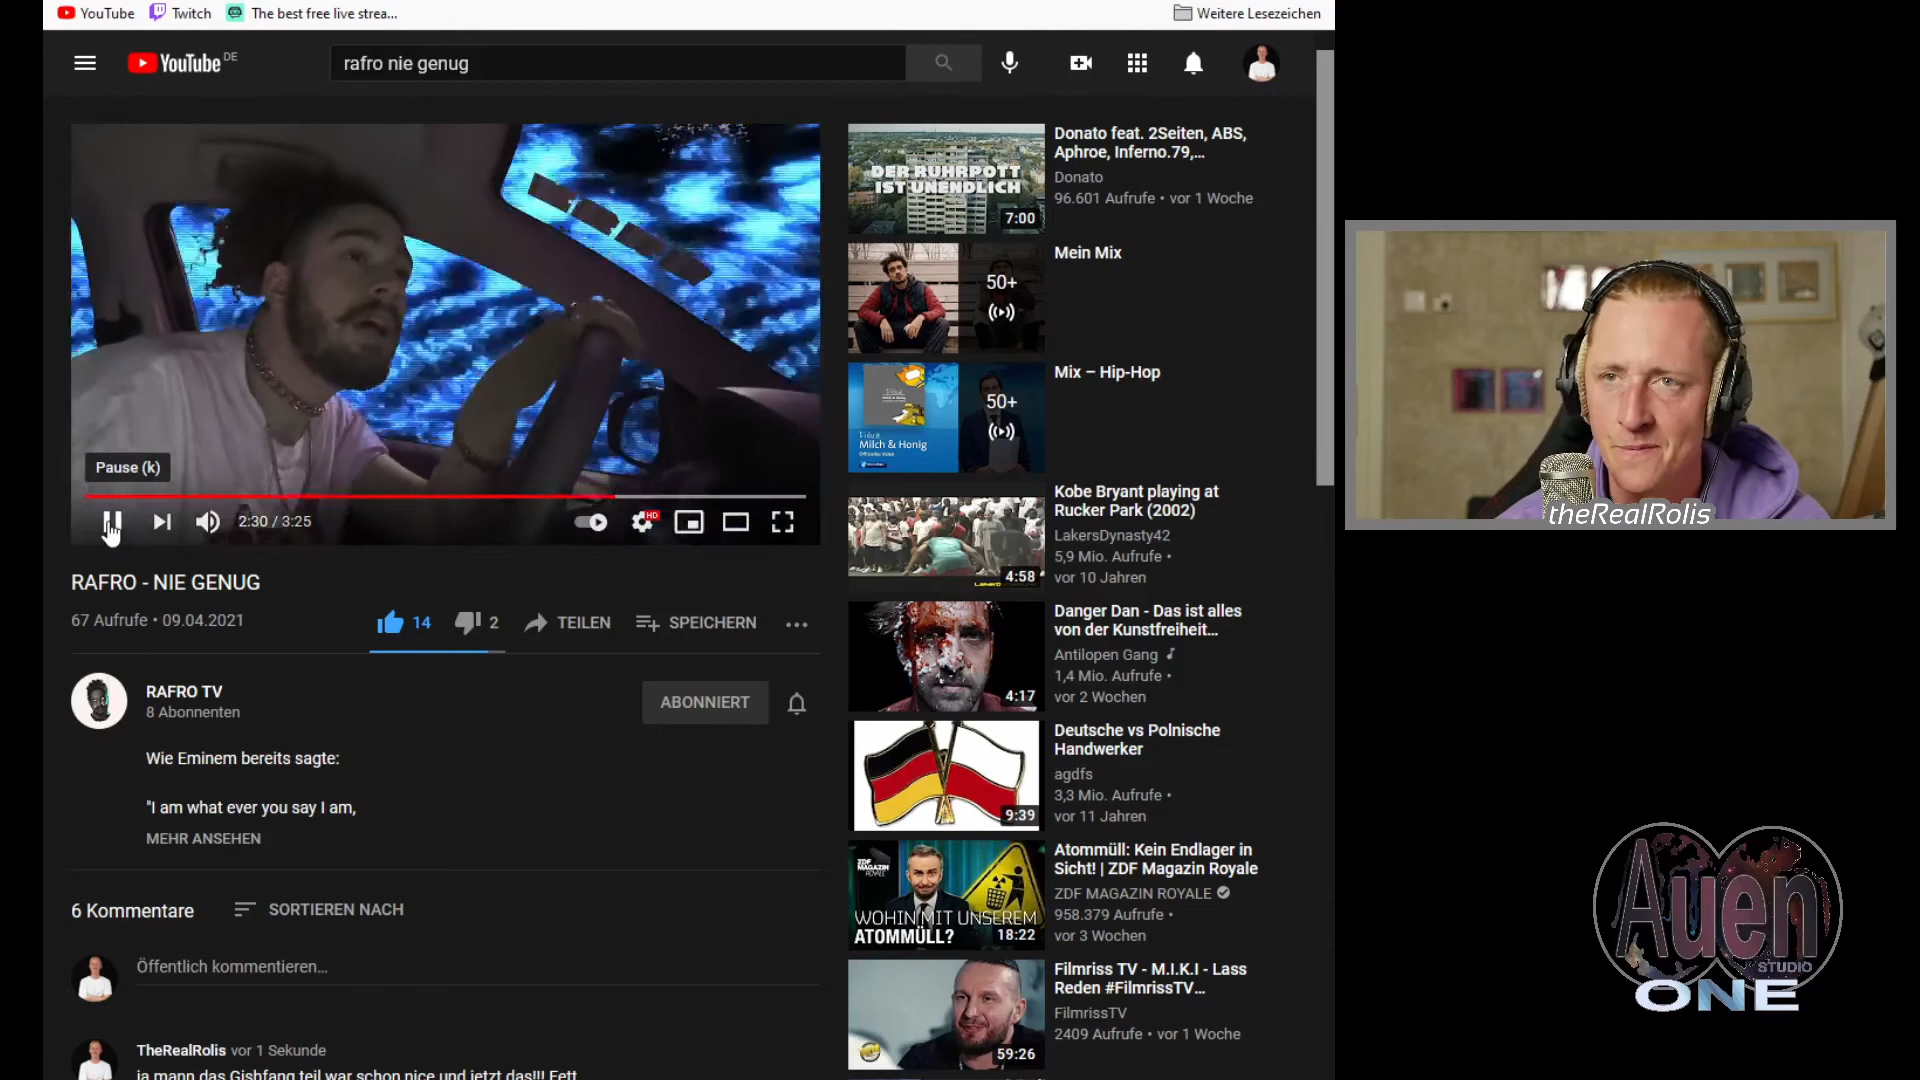 YouTube
Twitch
The best free live strea...
Weitere Lesezeichen
YouTube DE
rafro nie genug
Pause (k)
2:30 / 3:25
HD
RAFRO - NIE GENUG
67 Aufrufe • 09.04.2021
14
2
TEILEN
SPEICHERN
RAFRO TV
8 Abonnenten
ABONNIERT
Wie Eminem bereits sagte:
"I am what ever you say I am,
MEHR ANSEHEN
6 Kommentare
SORTIEREN NACH
Öffentlich kommentieren...
TheRealRolis vor 1 Sekunde
ja mann das Gishfang teil war schon nice und jetzt das!!! Fett
DER RUHRPOTT
IST UNENDLICH
7:00
Donato feat. 2Seiten, ABS,
Aphroe, Inferno.79,...
Donato
96.601 Aufrufe • vor 1 Woche
50+
Mein Mix
Milch & Honig
50+
Mix – Hip-Hop
4:58
Kobe Bryant playing at
Rucker Park (2002)
LakersDynasty42
5,9 Mio. Aufrufe •
vor 10 Jahren
4:17
Danger Dan - Das ist alles
von der Kunstfreiheit...
Antilopen Gang
1,4 Mio. Aufrufe •
vor 2 Wochen
9:39
Deutsche vs Polnische
Handwerker
agdfs
3,3 Mio. Aufrufe •
vor 11 Jahren
ZDF
MAGAZIN
ROYALE
WOHIN MIT UNSEREM
ATOMMÜLL?
18:22
Atommüll: Kein Endlager in
Sicht! | ZDF Magazin Royale
ZDF MAGAZIN ROYALE
958.379 Aufrufe •
vor 3 Wochen
59:26
Filmriss TV - M.I.K.I - Lass
Reden #FilmrissTV...
FilmrissTV
2409 Aufrufe • vor 1 Woche
theRealRolis
Auen
STUDIO
ONE